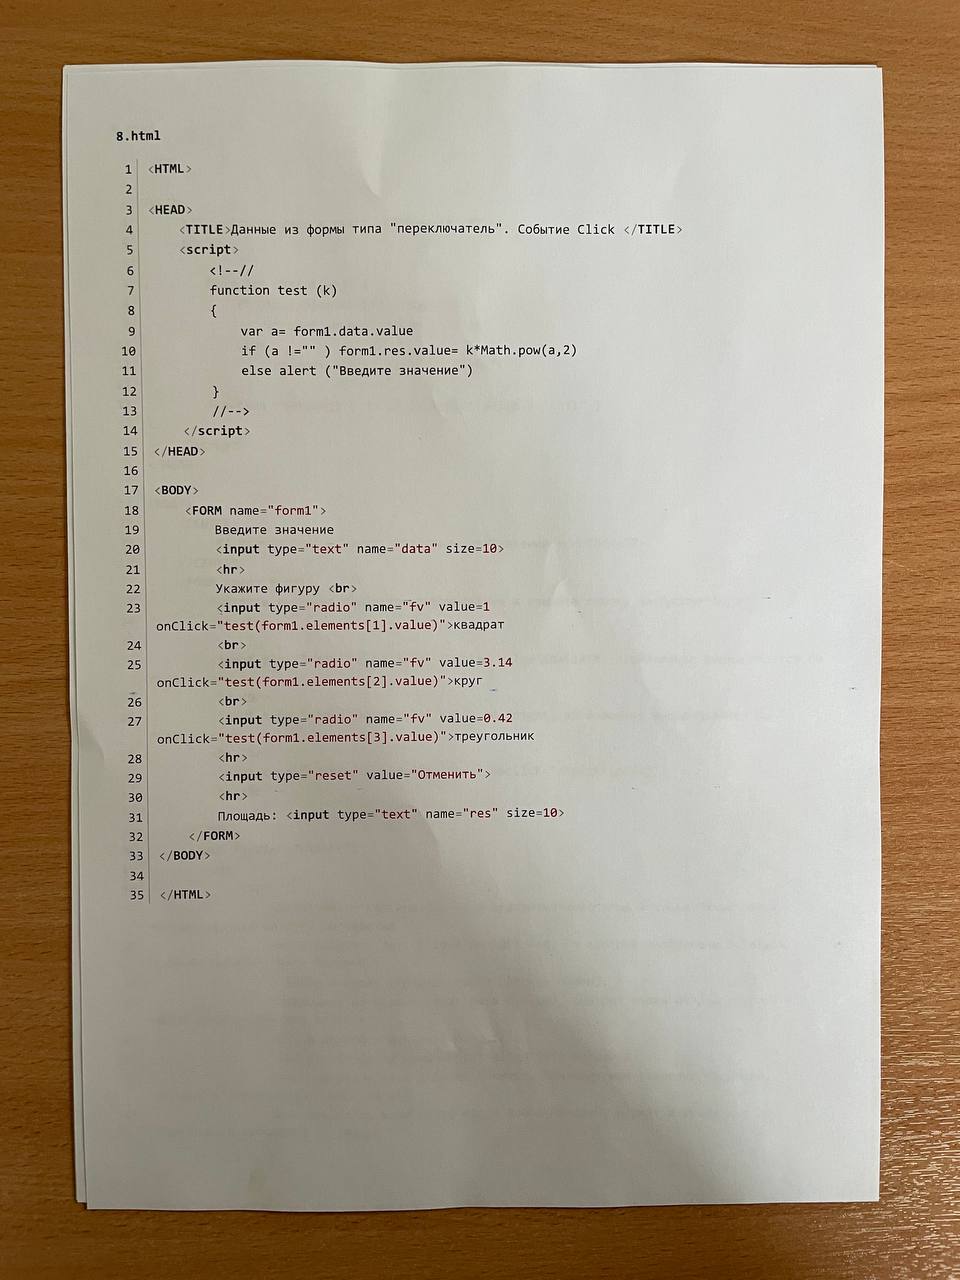 8.html
1 <HTML>
2
3 <HEAD>
4 <TITLE>Данные из формы типа "переключатель". Событие Click </TITLE>
5 <script>
6 <!--//
7 function test (k)
8 {
9 var a= form1.data.value
10 if (a !="" ) form1.res.value= k*Math.pow(a,2)
11 else alert ("Введите значение")
12 }
13 //-->
14 </script>
15 </HEAD>
16
17 <BODY>
18 <FORM name="form1">
19 Введите значение
20 <input type="text" name="data" size=10>
21 <hr>
22 Укажите фигуру <br>
23 <input type="radio" name="fv" value=1
onClick="test(form1.elements[1].value)">квадрат
24 <br>
25 <input type="radio" name="fv" value=3.14
onClick="test(form1.elements[2].value)">круг
26 <br>
27 <input type="radio" name="fv" value=0.42
onClick="test(form1.elements[3].value)">треугольник
28 <hr>
29 <input type="reset" value="Отменить">
30 <hr>
31 Площадь: <input type="text" name="res" size=10>
32 </FORM>
33 </BODY>
34
35 </HTML>